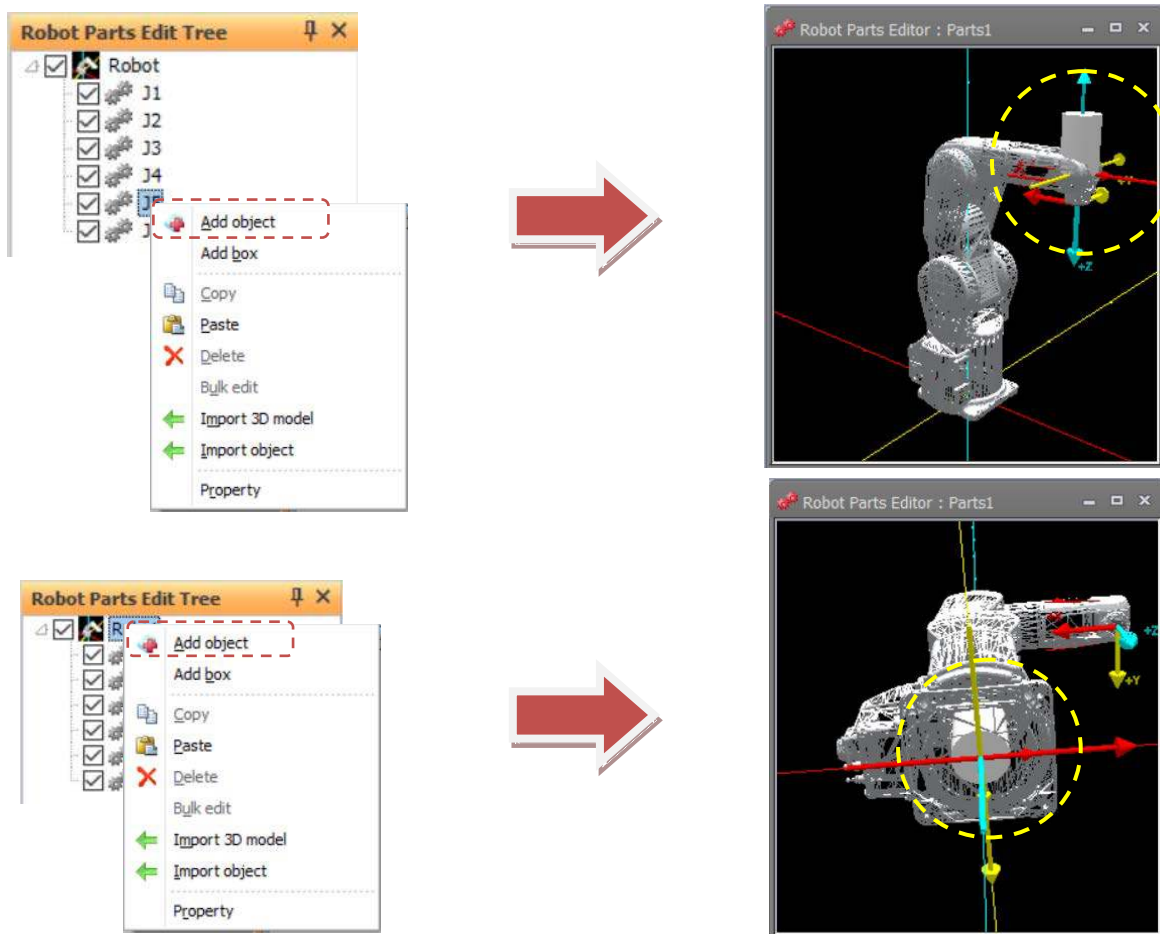 Robot Parts Edit Tree
Robot
J1
J2
J3
J4
Add object
Add box
Copy
Paste
Delete
Bulk edit
Import 3D model
Import object
Property
Robot Parts Editor : Parts1
+Z
Robot Parts Edit Tree
R
Add object
Add box
Copy
Paste
Delete
Bulk edit
Import 3D model
Import object
Property
Robot Parts Editor : Parts1
+Z
+Y